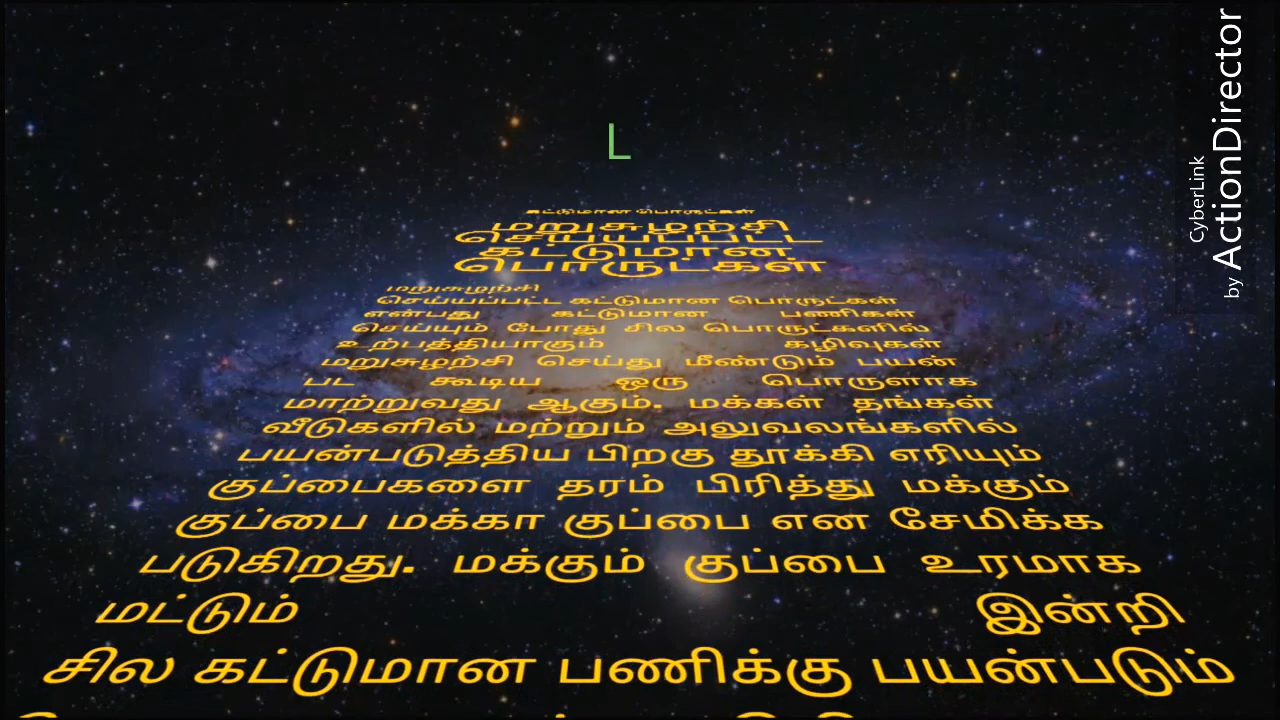 L
கட்டுமான பொருட்கள்
மறுசுழற்சி
செய்யப்பட்ட
கட்டுமான
பொருட்கள்
மறுசுழற்சி
செய்யப்பட்ட கட்டுமான பொருட்கள்
என்பது கட்டுமான பணிகள்
செய்யும் போது சில பொருட்களில்
உற்பத்தியாகும் கழிவுகள்
மறுசுழற்சி செய்து மீண்டும் பயன்
பட கூடிய ஒரு பொருளாக
மாற்றுவது ஆகும். மக்கள் தங்கள்
வீடுகளில் மற்றும் அலுவலங்களில்
பயன்படுத்திய பிறகு தூக்கி எரியும்
குப்பைகளை தரம் பிரித்து மக்கும்
குப்பை மக்கா குப்பை என சேமிக்க
படுகிறது. மக்கும் குப்பை உரமாக
மட்டும் இன்றி
சில கட்டுமான பணிக்கு பயன்படும்
CyberLink
by ActionDirector